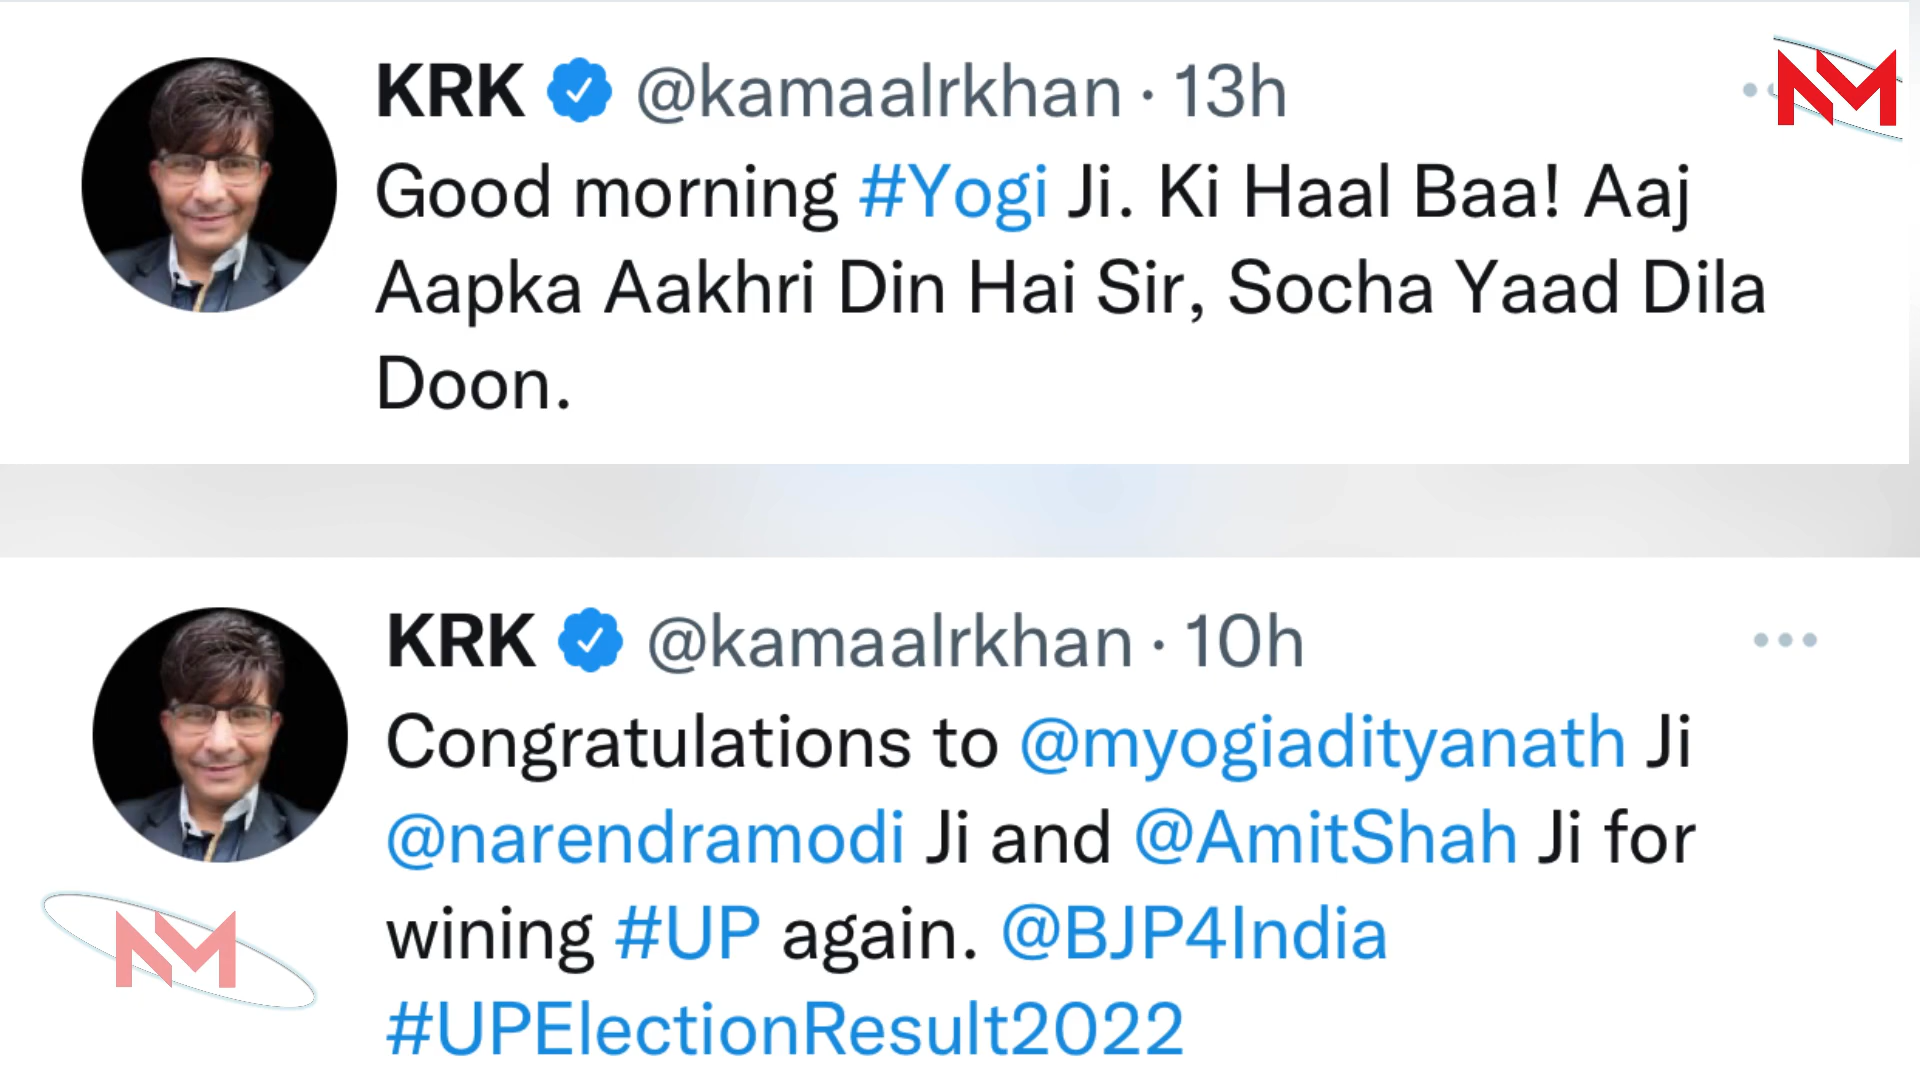 KRK @kamaalrkhan · 13h
NM
Good morning #Yogi Ji. Ki Haal Baa! Aaj
Aapka Aakhri Din Hai Sir, Socha Yaad Dila
Doon.
KRK @kamaalrkhan · 10h
Congratulations to @myogiadityanath Ji
@narendramodi Ji and @AmitShah Ji for
wining #UP again. @BJP4India
#UPElectionResult2022
NM